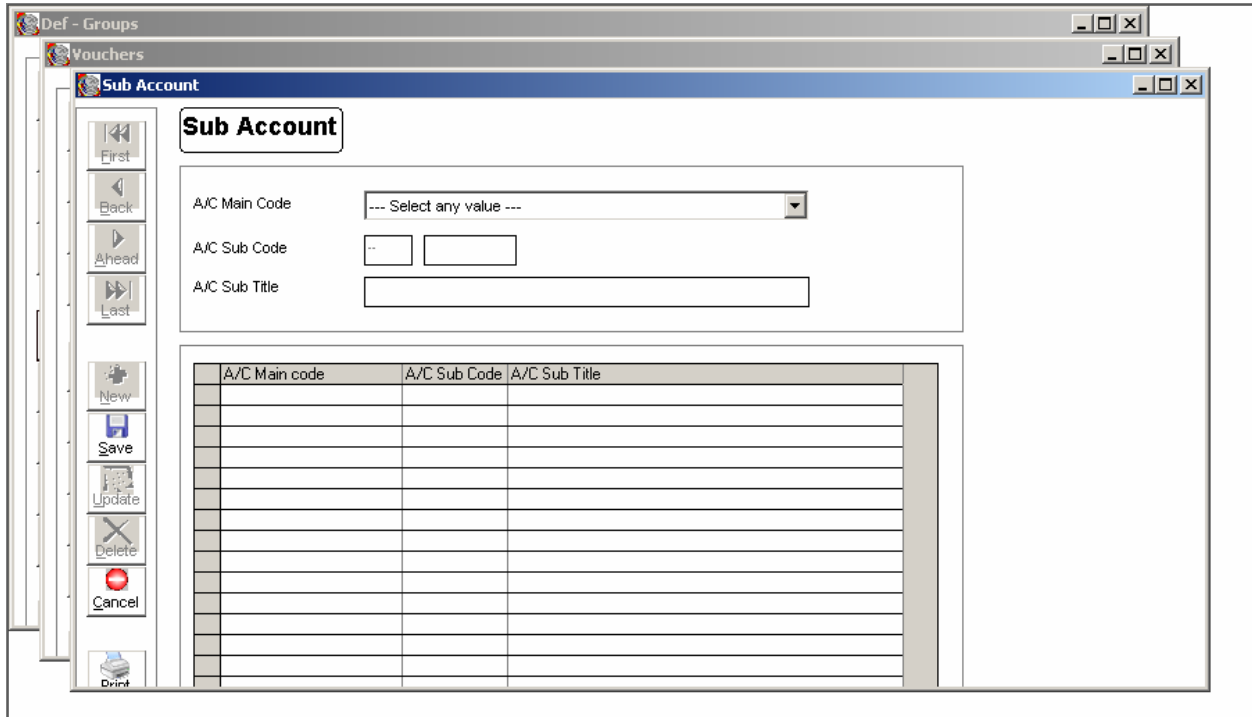 Def - Groups
Vouchers
Sub Account
Sub Account
First
Back
Ahead
Last
New
Save
Update
Delete
Cancel
Print
A/C Main Code
--- Select any value ---
A/C Sub Code
--
A/C Sub Title
A/C Main code A/C Sub Code A/C Sub Title